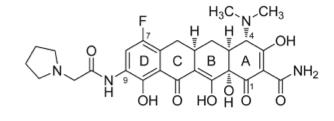 F H₃C N CH₃
7 H H 4 OH
N O D C B A NH₂
N 9 OH O OH OH 1 O O
H H